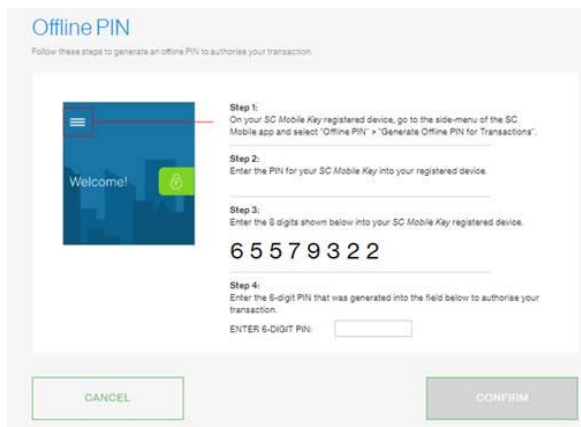 Offline PIN
Follow these steps to generate an offline PIN to authorise your transaction.
Welcome!
Step 1:
On your SC Mobile Key registered device, go to the side-menu of the SC
Mobile app and select "Offline PIN" > "Generate Offline PIN for Transactions".
Step 2:
Enter the PIN for your SC Mobile Key into your registered device.
Step 3:
Enter the 8 digits shown below into your SC Mobile Key registered device.
65579322
Step 4:
Enter the 6-digit PIN that was generated into the field below to authorise your
transaction.
ENTER 6-DIGIT PIN:
CANCEL
CONFIRM